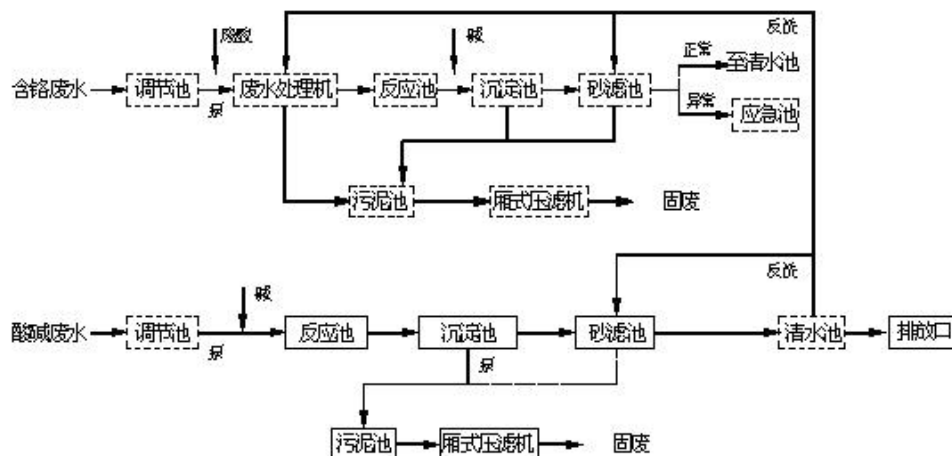 反洗
碱
正常
至清水池
含铬废水
调节池
废水处理机
反应池
沉淀池
砂滤池
泵
异常
应急池
污泥池
厢式压滤机
固废
反洗
碱
酸碱废水
调节池
反应池
沉淀池
砂滤池
清水池
排放口
泵
泵
污泥池
厢式压滤机
固废